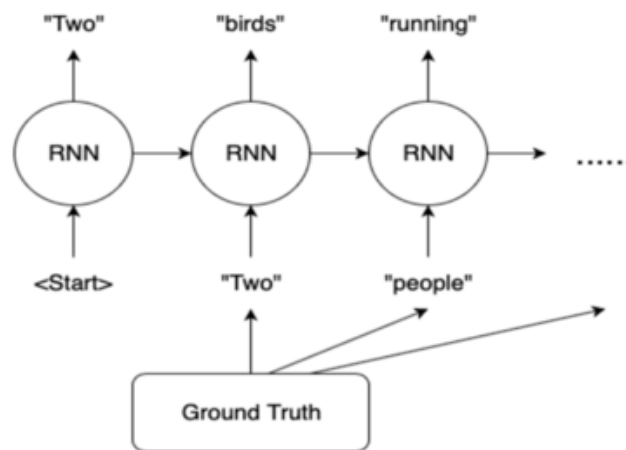 "Two" "birds" "running"
RNN RNN RNN
......
<Start> "Two" "people"
Ground Truth